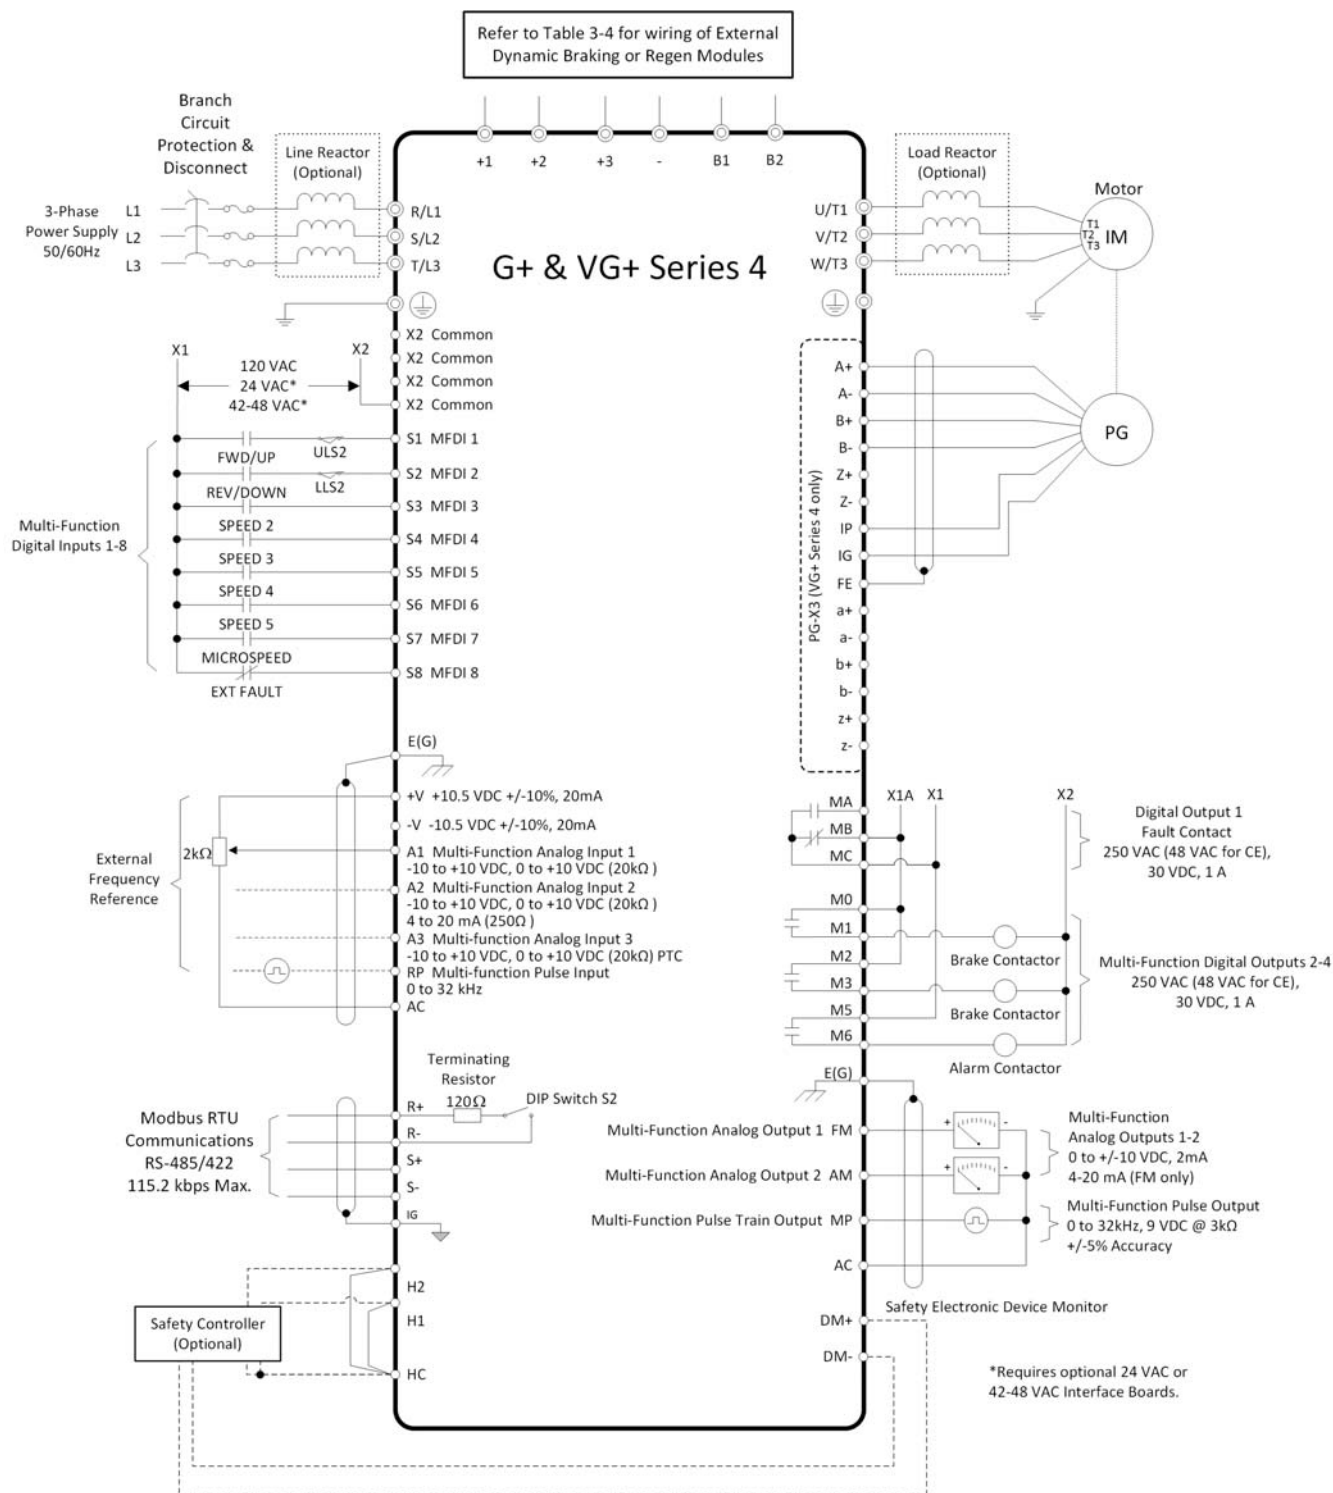 Refer to Table 3-4 for wiring of External
Dynamic Braking or Regen Modules
Branch
Circuit
Protection &
Disconnect
Line Reactor
(Optional)
+1
+2
+3
-
B1
B2
Load Reactor
(Optional)
Motor
3-Phase
Power Supply
50/60Hz
L1
L2
L3
R/L1
S/L2
T/L3
G+ & VG+ Series 4
U/T1
V/T2
W/T3
T1
T2
T3
IM
X2 Common
X2 Common
X2 Common
X2 Common
X1
X2
120 VAC
24 VAC*
42-48 VAC*
Multi-Function
Digital Inputs 1-8
S1 MFDI 1
FWD/UP
ULS2
S2 MFDI 2
REV/DOWN
LLS2
S3 MFDI 3
SPEED 2
S4 MFDI 4
SPEED 3
S5 MFDI 5
SPEED 4
S6 MFDI 6
SPEED 5
S7 MFDI 7
MICROSPEED
S8 MFDI 8
EXT FAULT
PG-X3 (VG+ Series 4 only)
A+
A-
B+
B-
Z+
Z-
IP
IG
FE
a+
a-
b+
b-
z+
z-
PG
E(G)
External
Frequency
Reference
2kΩ
+V +10.5 VDC +/-10%, 20mA
-V -10.5 VDC +/-10%, 20mA
A1 Multi-Function Analog Input 1
-10 to +10 VDC, 0 to +10 VDC (20kΩ )
A2 Multi-Function Analog Input 2
-10 to +10 VDC, 0 to +10 VDC (20kΩ )
4 to 20 mA (250Ω )
A3 Multi-function Analog Input 3
-10 to +10 VDC, 0 to +10 VDC (20kΩ) PTC
RP Multi-function Pulse Input
0 to 32 kHz
AC
MA
MB
MC
X1A
X1
X2
Digital Output 1
Fault Contact
250 VAC (48 VAC for CE),
30 VDC, 1 A
M0
M1
M2
M3
M5
M6
Brake Contactor
Brake Contactor
Alarm Contactor
Multi-Function Digital Outputs 2-4
250 VAC (48 VAC for CE),
30 VDC, 1 A
Terminating
Resistor
120Ω
DIP Switch S2
Modbus RTU
Communications
RS-485/422
115.2 kbps Max.
R+
R-
S+
S-
IG
E(G)
Multi-Function Analog Output 1 FM
Multi-Function Analog Output 2 AM
Multi-Function Pulse Train Output MP
AC
+
-
+
-
Multi-Function
Analog Outputs 1-2
0 to +/-10 VDC, 2mA
4-20 mA (FM only)
Multi-Function Pulse Output
0 to 32kHz, 9 VDC @ 3kΩ
+/-5% Accuracy
H2
H1
HC
Safety Controller
(Optional)
Safety Electronic Device Monitor
DM+
DM-
*Requires optional 24 VAC or
42-48 VAC Interface Boards.